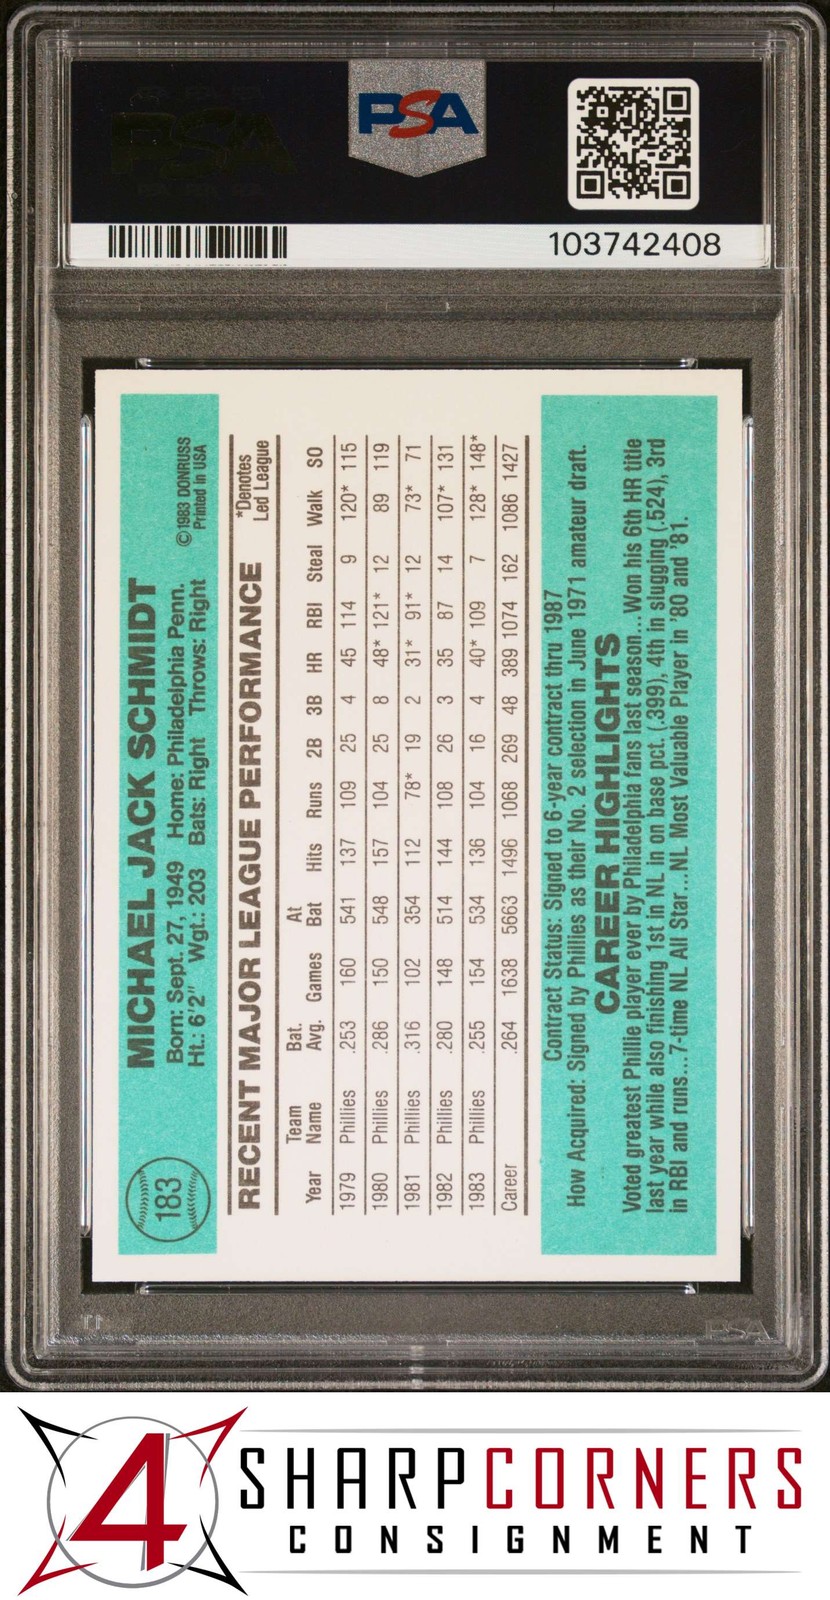 PSA
103742408
183
MICHAEL JACK SCHMIDT
Born: Sept. 27, 1949 Home: Philadelphia Penn.
Ht.: 6'2" Wgt.: 203 Bats: Right Throws: Right
©1983 DONRUSS
Printed in USA
RECENT MAJOR LEAGUE PERFORMANCE
*Denotes
Led League
Year Team Name Bat. Avg. Games At Bat Hits Runs 2B 3B HR RBI Steal Walk SO
1979 Phillies .253 160 541 137 109 25 4 45 114 9 120* 115
1980 Phillies .286 150 548 157 104 25 8 48* 121* 12 89 119
1981 Phillies .316 102 354 112 78* 19 2 31* 91* 12 73* 71
1982 Phillies .280 148 514 144 108 26 3 35 87 14 107* 131
1983 Phillies .255 154 534 136 104 16 4 40* 109 7 128* 148*
Career .264 1638 5663 1496 1068 269 48 389 1074 162 1086 1427
Contract Status: Signed to 6-year contract thru 1987
How Acquired: Signed by Phillies as their No. 2 selection in June 1971 amateur draft.
CAREER HIGHLIGHTS
Voted greatest Phillie player ever by Philadelphia fans last season... Won his 6th HR title
last year while also finishing 1st in NL in on base pct. (.399), 4th in slugging (.524), 3rd
in RBI and runs...7-time NL All Star...NL Most Valuable Player in '80 and '81.
PSA
4
SHARPCORNERS
CONSIGNMENT